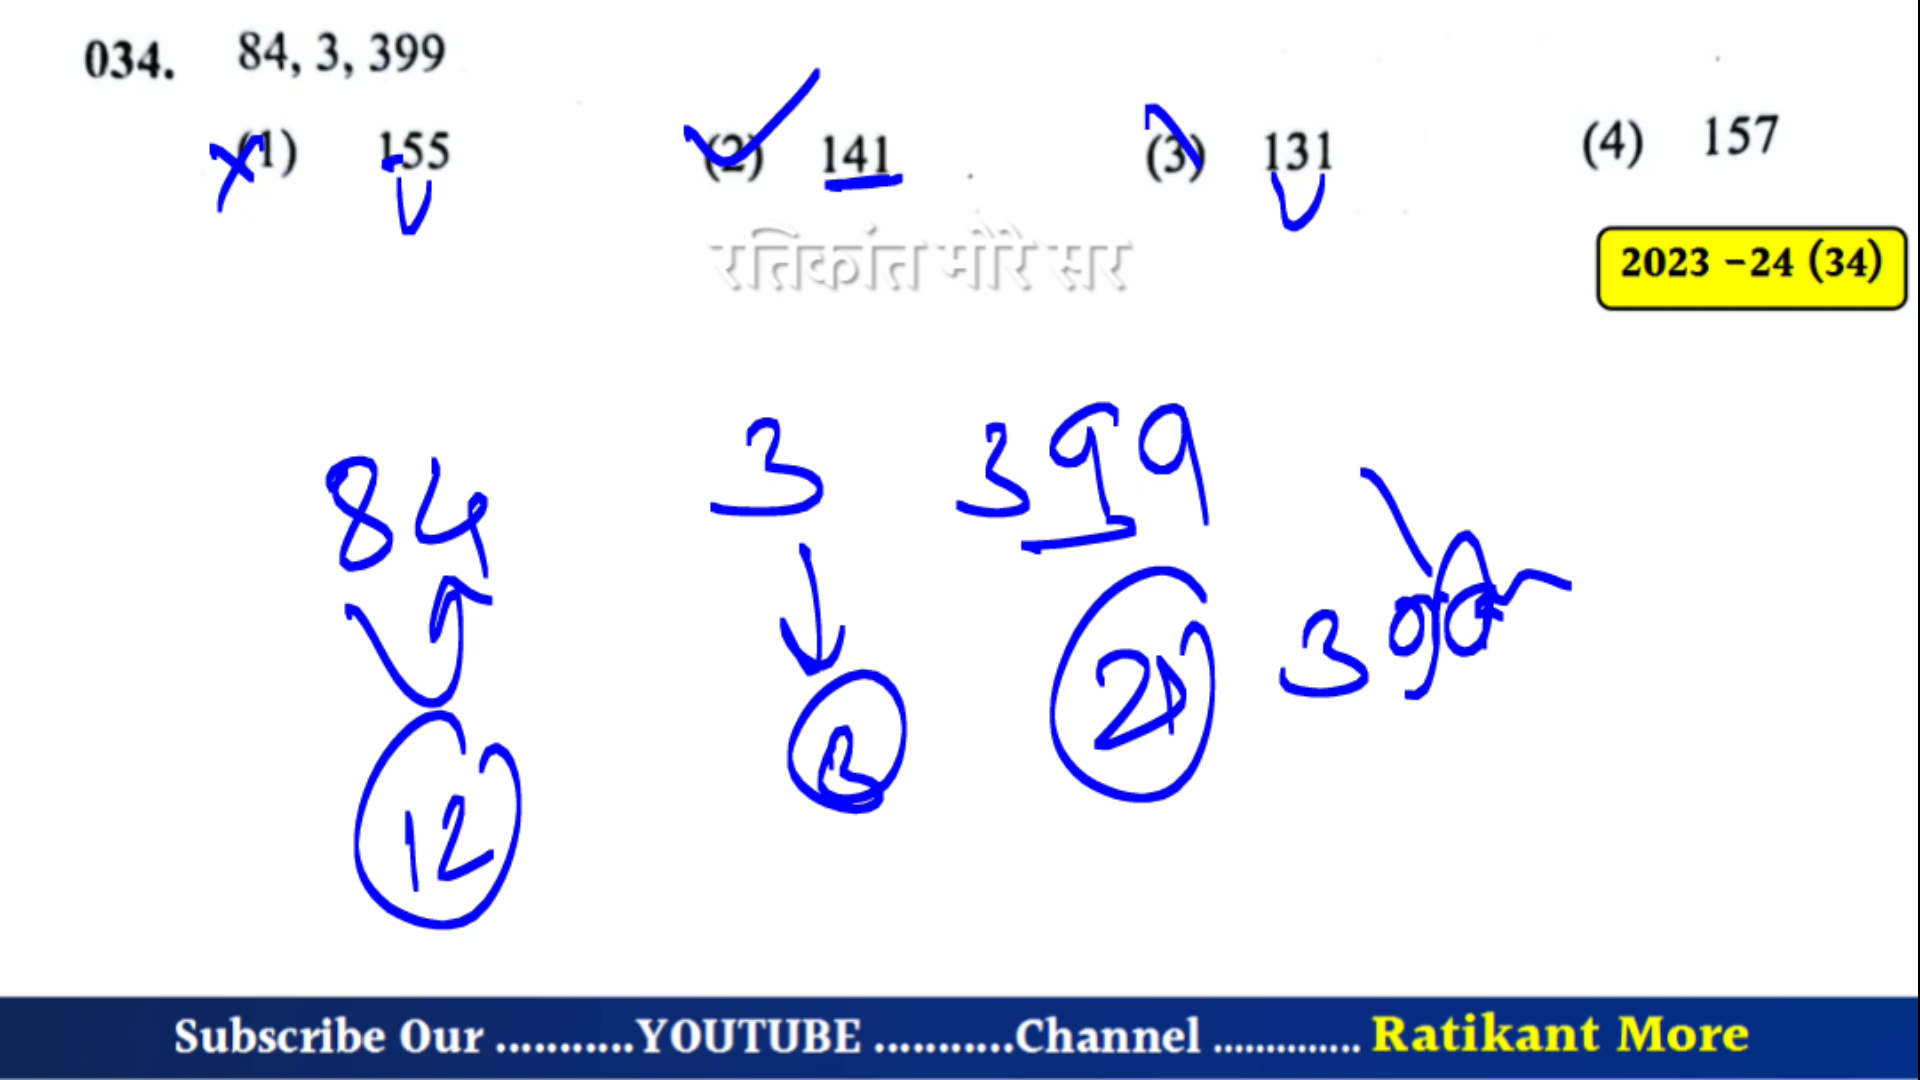 034. 84, 3, 399
(1) 155 (2) 141 (3) 131 (4) 157
रतिकांत मोरे सर
2023 -24 (34)
84 3 399
3
21
12
Subscribe Our ...........YOUTUBE ...........Channel .............. Ratikant More